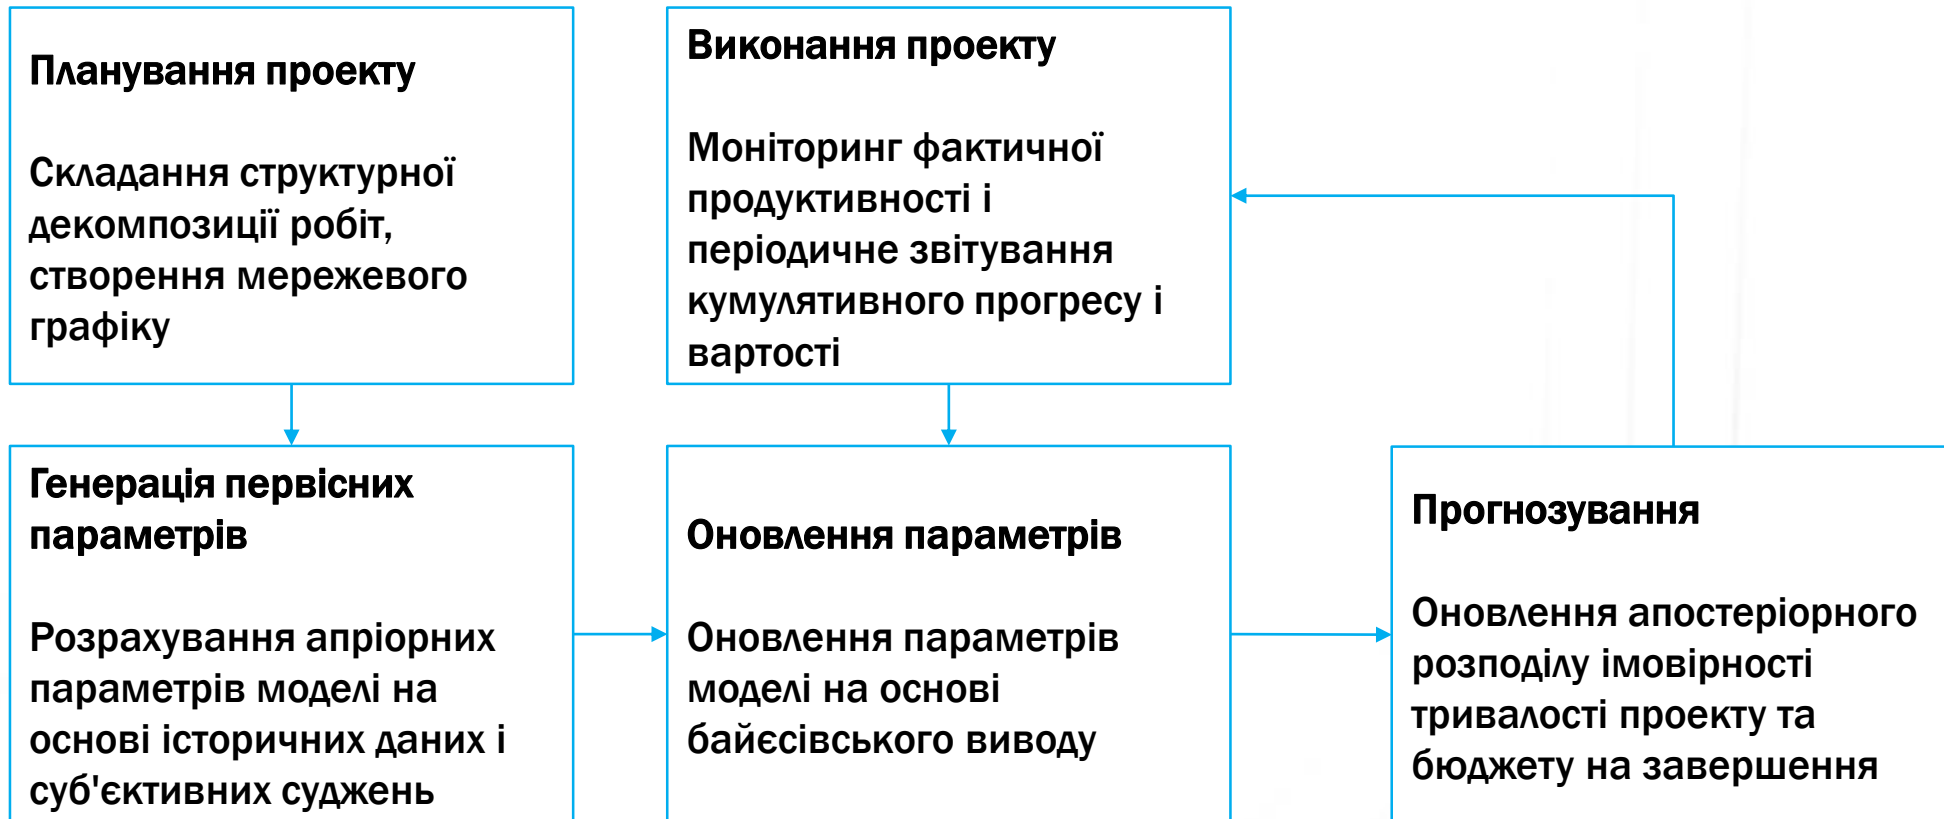 Планування проекту
Складання структурної
декомпозиції робіт,
створення мережевого
графіку
Виконання проекту
Моніторинг фактичної
продуктивності і
періодичне звітування
кумулятивного прогресу і
вартості
Генерація первісних
параметрів
Розрахування апріорних
параметрів моделі на
основі історичних даних і
суб'єктивних суджень
Оновлення параметрів
Оновлення параметрів
моделі на основі
байєсівського виводу
Прогнозування
Оновлення апостеріорного
розподілу імовірності
тривалості проекту та
бюджету на завершення